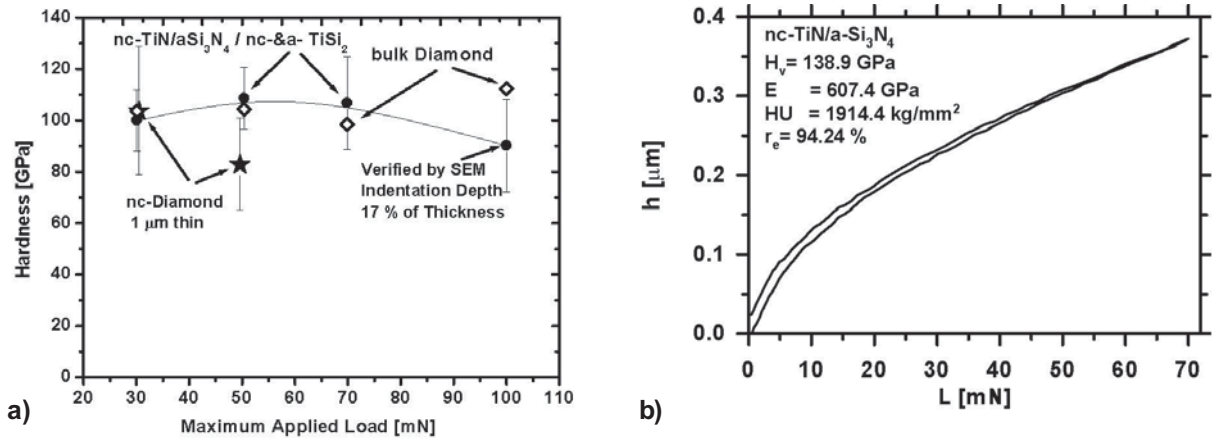 nc-TiN/aSi₃N₄ / nc-&a- TiSi₂
bulk Diamond
nc-Diamond
1 μm thin
Verified by SEM
Indentation Depth
17 % of Thickness
Hardness [GPa]
140
120
100
80
60
40
20
0
20 30 40 50 60 70 80 90 100 110
Maximum Applied Load [mN]
a)
nc-TiN/a-Si₃N₄
Hᵥ= 138.9 GPa
E = 607.4 GPa
HU = 1914.4 kg/mm²
rₑ= 94.24 %
h [μm]
0.4
0.3
0.2
0.1
0.0
0 10 20 30 40 50 60 70
L [mN]
b)